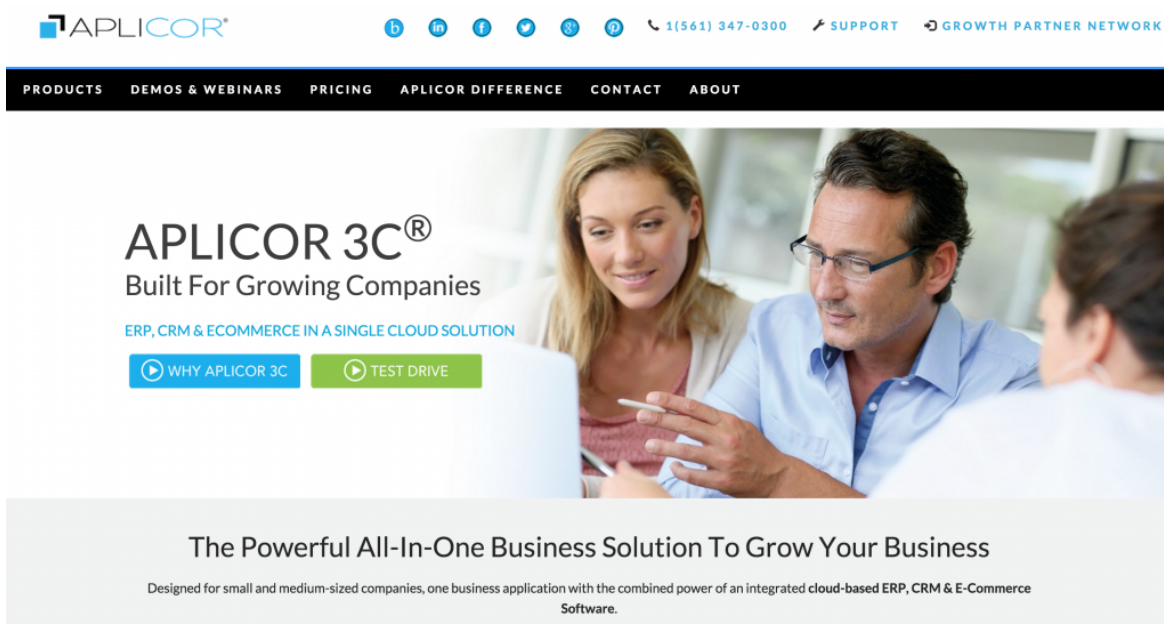 APLICOR®
1(561) 347-0300 SUPPORT GROWTH PARTNER NETWORK
PRODUCTS DEMOS & WEBINARS PRICING APLICOR DIFFERENCE CONTACT ABOUT
APLICOR 3C®
Built For Growing Companies
ERP, CRM & ECOMMERCE IN A SINGLE CLOUD SOLUTION
WHY APLICOR 3C TEST DRIVE
The Powerful All-In-One Business Solution To Grow Your Business
Designed for small and medium-sized companies, one business application with the combined power of an integrated cloud-based ERP, CRM & E-Commerce
Software.